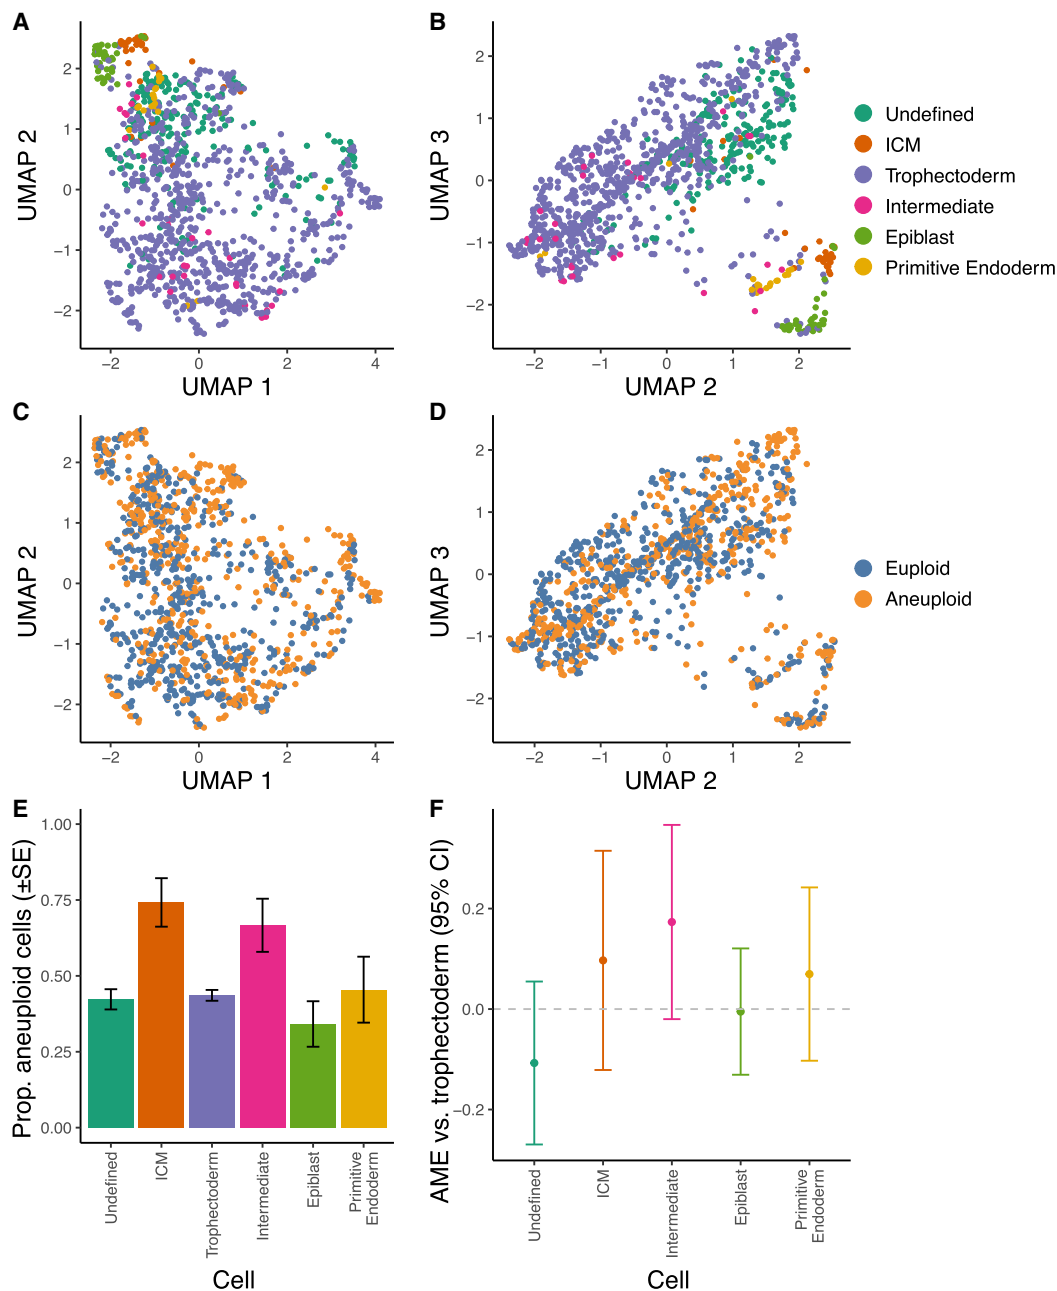 A
UMAP 2
2
1
0
−1
−2
−2 0 2 4
UMAP 1
B
UMAP 3
2
1
0
−1
−2
−2 −1 0 1 2
UMAP 2
Undefined
ICM
Trophectoderm
Intermediate
Epiblast
Primitive Endoderm
C
UMAP 2
2
1
0
−1
−2
−2 0 2 4
UMAP 1
D
UMAP 3
2
1
0
−1
−2
−2 −1 0 1 2
UMAP 2
Euploid
Aneuploid
E
Prop. aneuploid cells (±SE)
1.00
0.75
0.50
0.25
0.00
Undefined
ICM
Trophectoderm
Intermediate
Epiblast
Primitive
Endoderm
Cell
F
AME vs. trophectoderm (95% CI)
0.2
0.0
−0.2
Undefined
ICM
Intermediate
Epiblast
Primitive
Endoderm
Cell